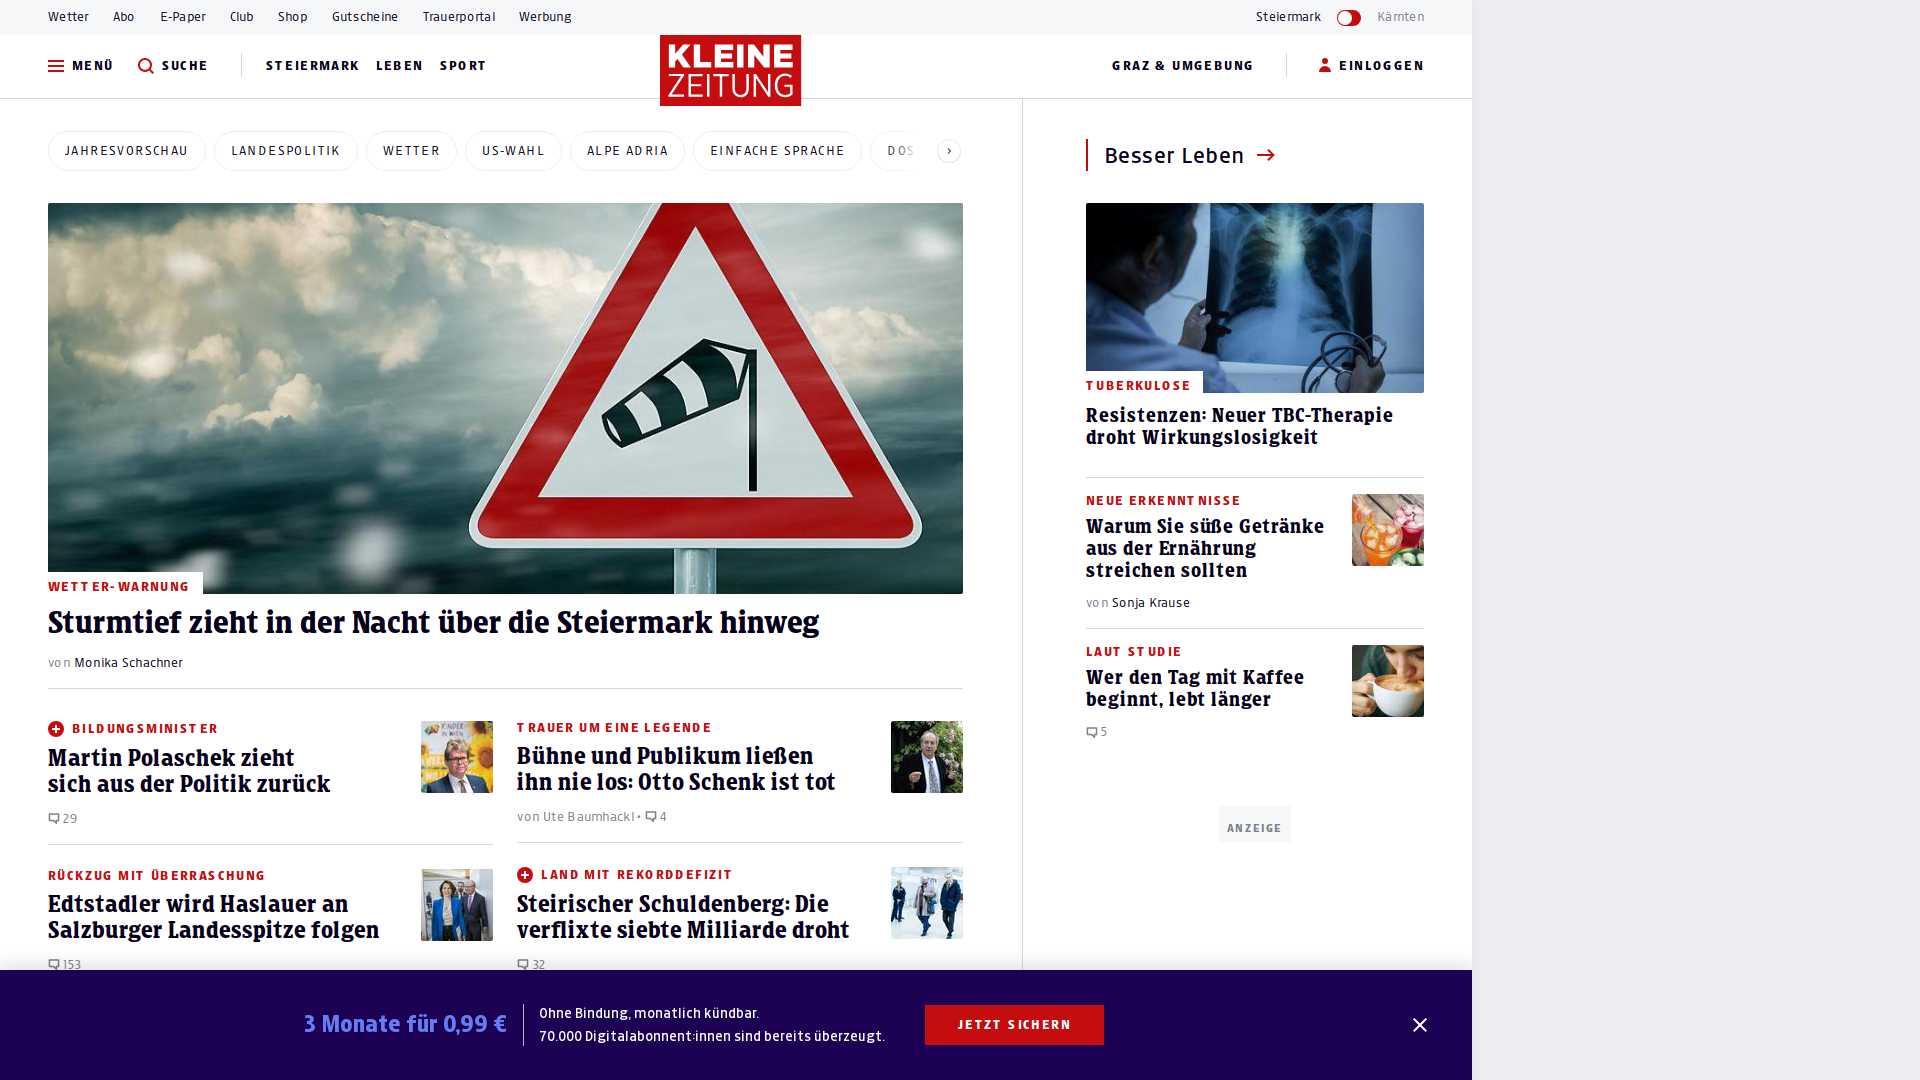 Wetter Abo E-Paper Club Shop Gutscheine Trauerportal Werbung Steiermark Kärnten
MENÜ SUCHE STEIERMARK LEBEN SPORT KLEINE ZEITUNG GRAZ & UMGEBUNG EINLOGGEN
JAHRESVORSCHAU LANDESPOLITIK WETTER US-WAHL ALPE ADRIA EINFACHE SPRACHE DOS
WETTER-WARNUNG
Sturmtief zieht in der Nacht über die Steiermark hinweg
von Monika Schachner
BILDUNGSMINISTER
Martin Polaschek zieht
sich aus der Politik zurück
29
TRAUER UM EINE LEGENDE
Bühne und Publikum ließen
ihn nie los: Otto Schenk ist tot
von Ute Baumhackl • 4
RÜCKZUG MIT ÜBERRASCHUNG
Edtstadler wird Haslauer an
Salzburger Landesspitze folgen
153
LAND MIT REKORDDEFIZIT
Steirischer Schuldenberg: Die
verflixte siebte Milliarde droht
32
Besser Leben
TUBERKULOSE
Resistenzen: Neuer TBC-Therapie
droht Wirkungslosigkeit
NEUE ERKENNTNISSE
Warum Sie süße Getränke
aus der Ernährung
streichen sollten
von Sonja Krause
LAUT STUDIE
Wer den Tag mit Kaffee
beginnt, lebt länger
5
ANZEIGE
3 Monate für 0,99 €
Ohne Bindung, monatlich kündbar.
70.000 Digitalabonnent:innen sind bereits überzeugt.
JETZT SICHERN